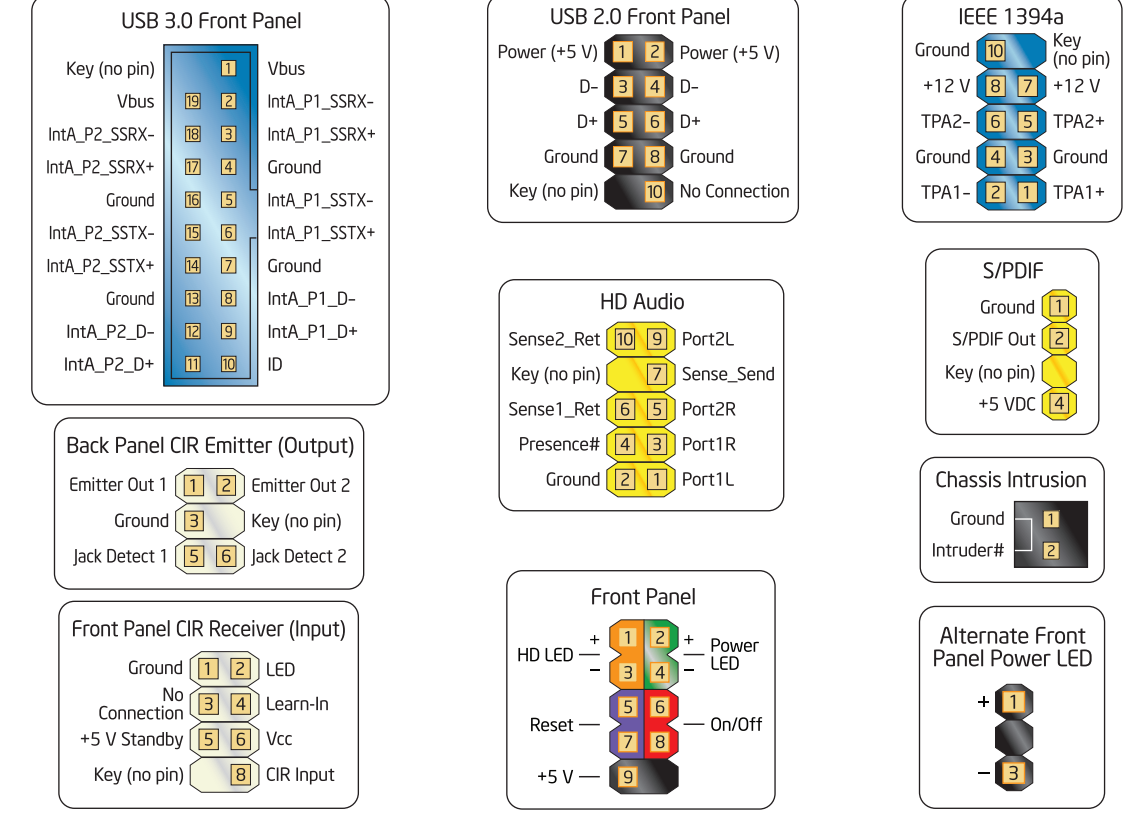 USB 3.0 Front Panel
Key (no pin) 1 Vbus
Vbus 19 2 IntA_P1_SSRX-
IntA_P2_SSRX- 18 3 IntA_P1_SSRX+
IntA_P2_SSRX+ 17 4 Ground
Ground 16 5 IntA_P1_SSTX-
IntA_P2_SSTX- 15 6 IntA_P1_SSTX+
IntA_P2_SSTX+ 14 7 Ground
Ground 13 8 IntA_P1_D-
IntA_P2_D- 12 9 IntA_P1_D+
IntA_P2_D+ 11 10 ID
USB 2.0 Front Panel
Power (+5 V) 1 2 Power (+5 V)
D- 3 4 D-
D+ 5 6 D+
Ground 7 8 Ground
Key (no pin) 10 No Connection
IEEE 1394a
Ground 10 Key
(no pin)
+12 V 8 7 +12 V
TPA2- 6 5 TPA2+
Ground 4 3 Ground
TPA1- 2 1 TPA1+
HD Audio
Sense2_Ret 10 9 Port2L
Key (no pin) 7 Sense_Send
Sense1_Ret 6 5 Port2R
Presence# 4 3 Port1R
Ground 2 1 Port1L
S/PDIF
Ground 1
S/PDIF Out 2
Key (no pin)
+5 VDC 4
Back Panel CIR Emitter (Output)
Emitter Out 1 1 2 Emitter Out 2
Ground 3 Key (no pin)
Jack Detect 1 5 6 Jack Detect 2
Chassis Intrusion
Ground 1
Intruder# 2
Front Panel CIR Receiver (Input)
Ground 1 2 LED
No
Connection 3 4 Learn-In
+5 V Standby 5 6 Vcc
Key (no pin) 8 CIR Input
Front Panel
+ 1 2 +
HD LED Power
LED
- 3 4 -
Reset 5 6 On/Off
7 8
+5 V 9
Alternate Front
Panel Power LED
+ 1
- 3